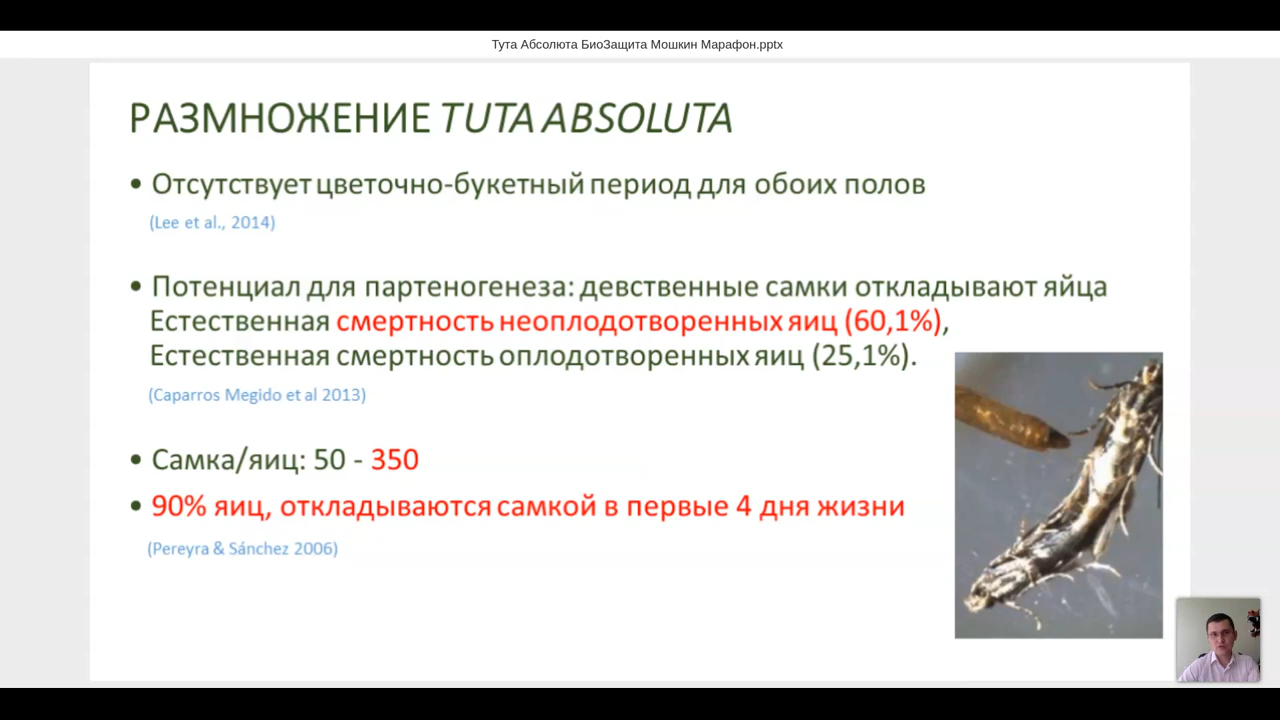 Тута Абсолюта БиоЗащита Мошкин Марафон.pptx
РАЗМНОЖЕНИЕ TUTA ABSOLUTA
• Отсутствует цветочно-букетный период для обоих полов
(Lee et al., 2014)
• Потенциал для партеногенеза: девственные самки откладывают яйца
Естественная смертность неоплодотворенных яиц (60,1%),
Естественная смертность оплодотворенных яиц (25,1%).
(Caparros Megido et al 2013)
• Самка/яиц: 50 - 350
• 90% яиц, откладываются самкой в первые 4 дня жизни
(Pereyra & Sánchez 2006)